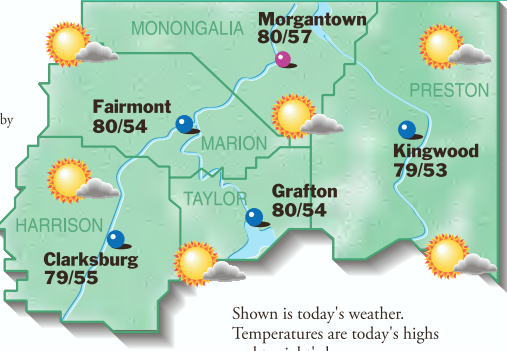 Morgantown
80/57
MONONGALIA
PRESTON
by
Fairmont
80/54
MARION
Kingwood
79/53
TAYLOR
Grafton
80/54
HARRISON
Clarksburg
79/55
Shown is today's weather.
Temperatures are today's highs